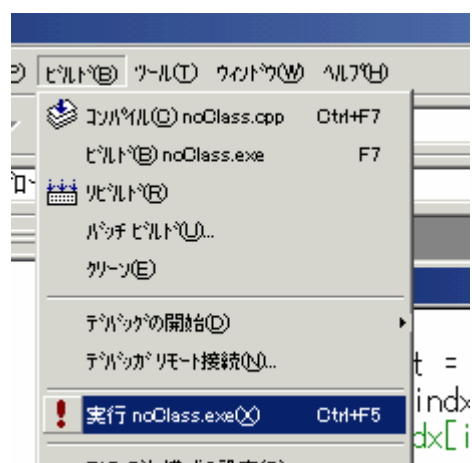 ﾋﾞﾙﾄﾞ(B) ﾂｰﾙ(T) ｳｨﾝﾄﾞｳ(W) ﾍﾙﾌﾟ(H)
ｺﾝﾊﾟｲﾙ(C) noClass.cpp Ctrl+F7
ﾋﾞﾙﾄﾞ(B) noClass.exe F7
ﾘﾋﾞﾙﾄﾞ(R)
ﾊﾞｯﾁ ﾋﾞﾙﾄﾞ(U)...
ｸﾘｰﾝ(E)
ﾃﾞﾊﾞｯｸﾞの開始(D)
ﾃﾞﾊﾞｯｶﾞ ﾘﾓｰﾄ接続(N)...
t =
実行 noClass.exe(X) Ctrl+F5
indx
dx[i